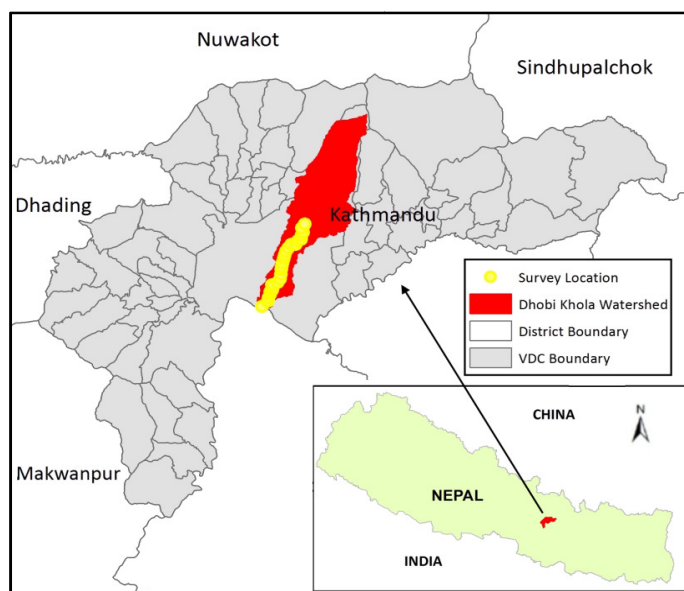 Nuwakot
Sindhupalchok
Dhading
Kathmandu
Survey Location
Dhobi Khola Watershed
District Boundary
VDC Boundary
Makwanpur
CHINA
N
NEPAL
INDIA